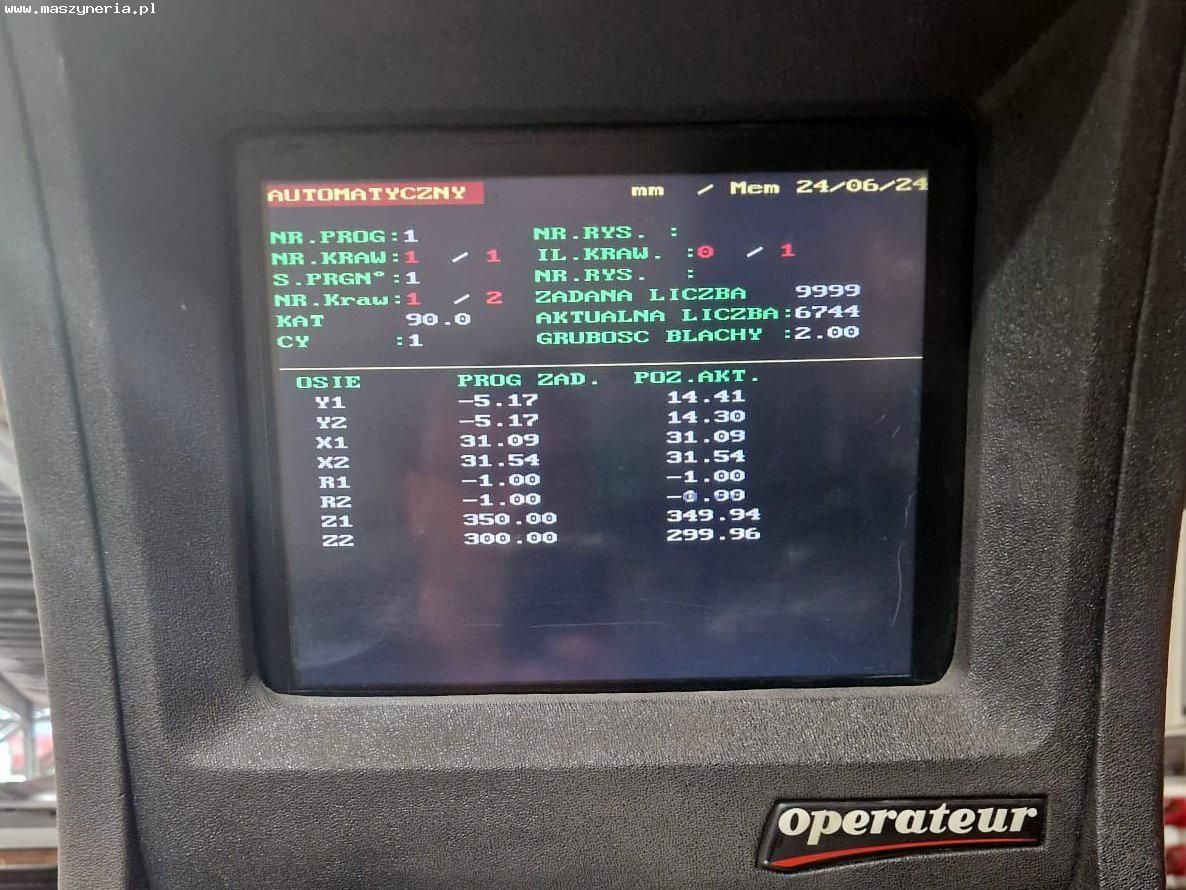 www.maszyneria.pl
AUTOMATYCZNY mm / Mem 24/06/24
NR.PROG:1 NR.RYS. :
NR.KRAW:1 / 1 IL.KRAW. :0 / 1
S.PRGN°:1 NR.RYS. :
NR.Kraw:1 / 2 ZADANA LICZBA 9999
KAT 90.0 AKTUALNA LICZBA:6744
CY :1 GRUBOSC BLACHY :2.00
OSIE PROG ZAD. POZ.AKT.
Y1 -5.17 14.41
Y2 -5.17 14.30
X1 31.09 31.09
X2 31.54 31.54
R1 -1.00 -1.00
R2 -1.00 -0.99
Z1 350.00 349.94
Z2 300.00 299.96
Operateur